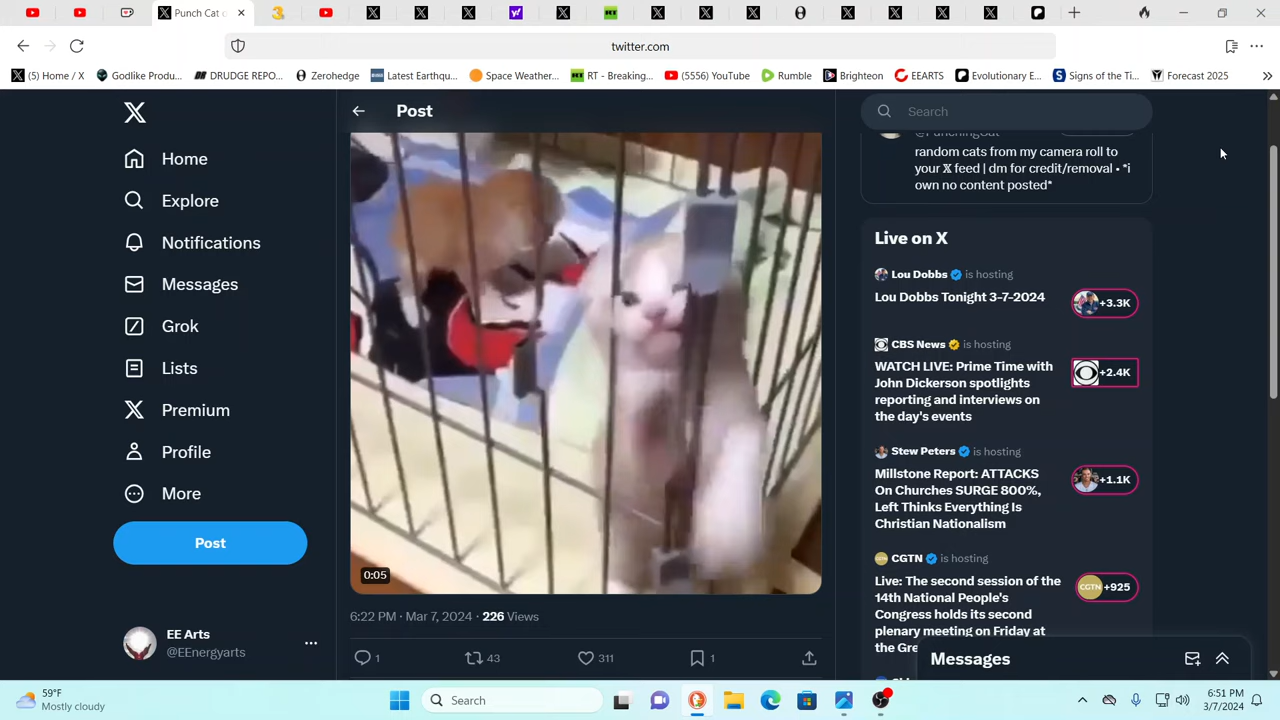 Punch Cat
twitter.com
(5) Home / X
Godlike Produ...
DRUDGE REPO...
Zerohedge
Latest Earthqu...
Space Weather...
RT - Breaking...
(5556) YouTube
Rumble
Brighteon
EEARTS
Evolutionary E...
Signs of the Ti...
Forecast 2025
Home
Explore
Notifications
Messages
Grok
Lists
Premium
Profile
More
Post
EE Arts
@EEnergyarts
Post
0:05
6:22 PM · Mar 7, 2024 · 226 Views
1
43
311
1
Search
@PunchingCat
random cats from my camera roll to
your 𝕏 feed | dm for credit/removal • *i
own no content posted*
Live on X
Lou Dobbs is hosting
Lou Dobbs Tonight 3-7-2024
+3.3K
CBS News is hosting
WATCH LIVE: Prime Time with
John Dickerson spotlights
reporting and interviews on
the day's events
+2.4K
Stew Peters is hosting
Millstone Report: ATTACKS
On Churches SURGE 800%,
Left Thinks Everything Is
Christian Nationalism
+1.1K
CGTN is hosting
Live: The second session of the
14th National People's
Congress holds its second
plenary meeting on Friday at
the Gre
CGTN
+925
Messages
59°F
Mostly cloudy
Search
6:51 PM
3/7/2024